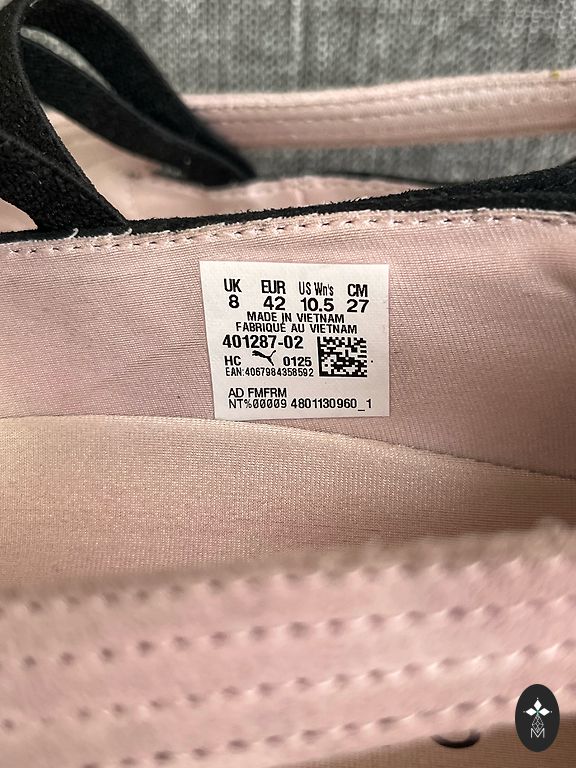 UK EUR US Wn's CM
8 42 10.5 27
MADE IN VIETNAM
FABRIQUÉ AU VIETNAM
401287-02
HC 0125
EAN:4067984358592
AD FMFRM
NT%00009 4801130960_1
M